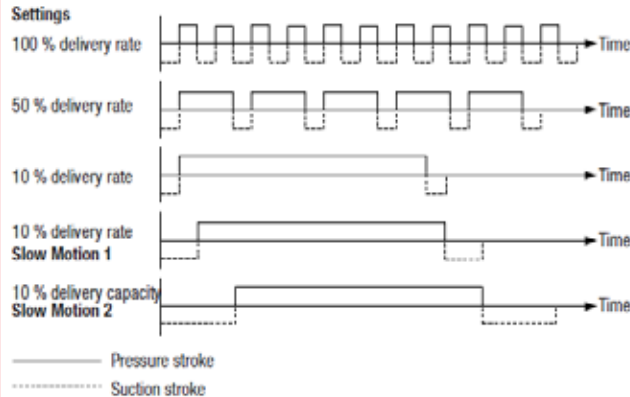 Settings
100 % delivery rate
Time
50 % delivery rate
Time
10 % delivery rate
Time
10 % delivery rate
Slow Motion 1
Time
10 % delivery capacity
Slow Motion 2
Time
Pressure stroke
Suction stroke